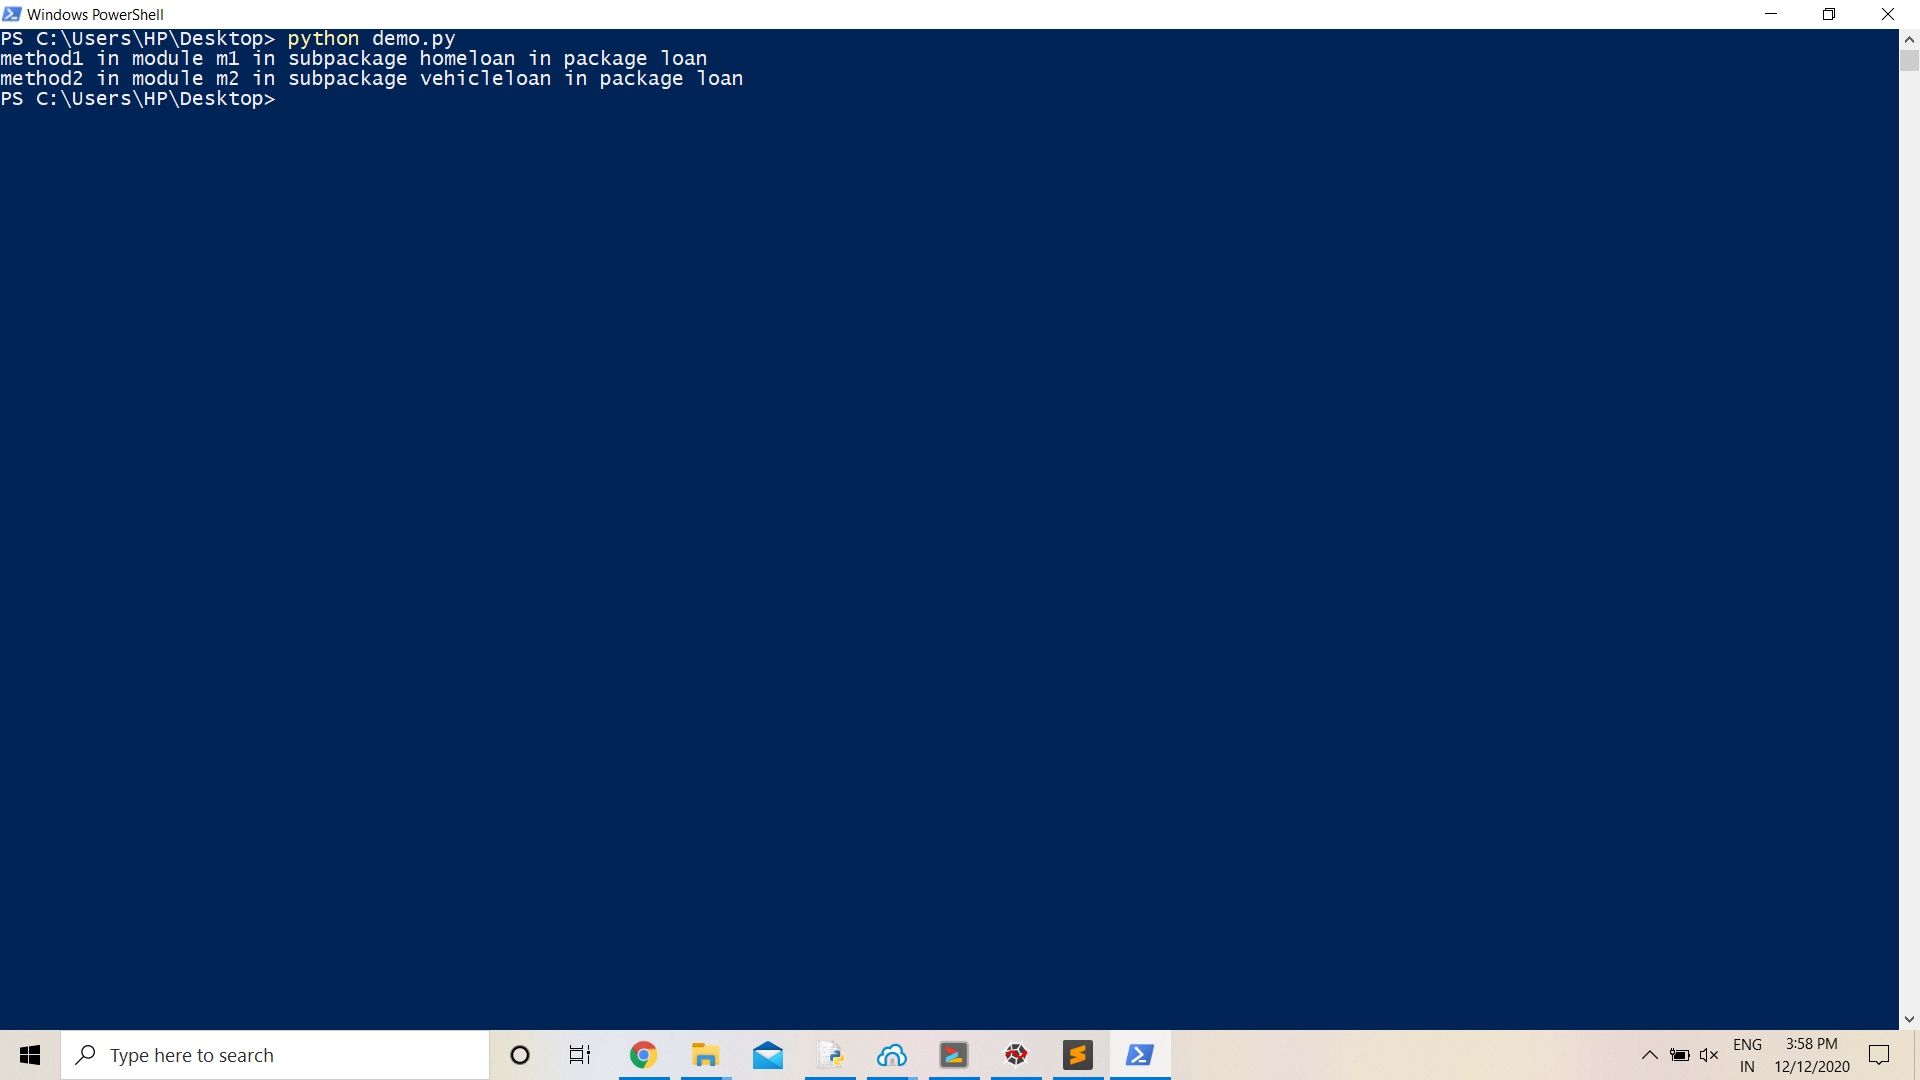 Windows PowerShell
PS C:\Users\HP\Desktop> python demo.py
method1 in module m1 in subpackage homeloan in package loan
method2 in module m2 in subpackage vehicleloan in package loan
PS C:\Users\HP\Desktop>
Type here to search
ENG
IN
3:58 PM
12/12/2020